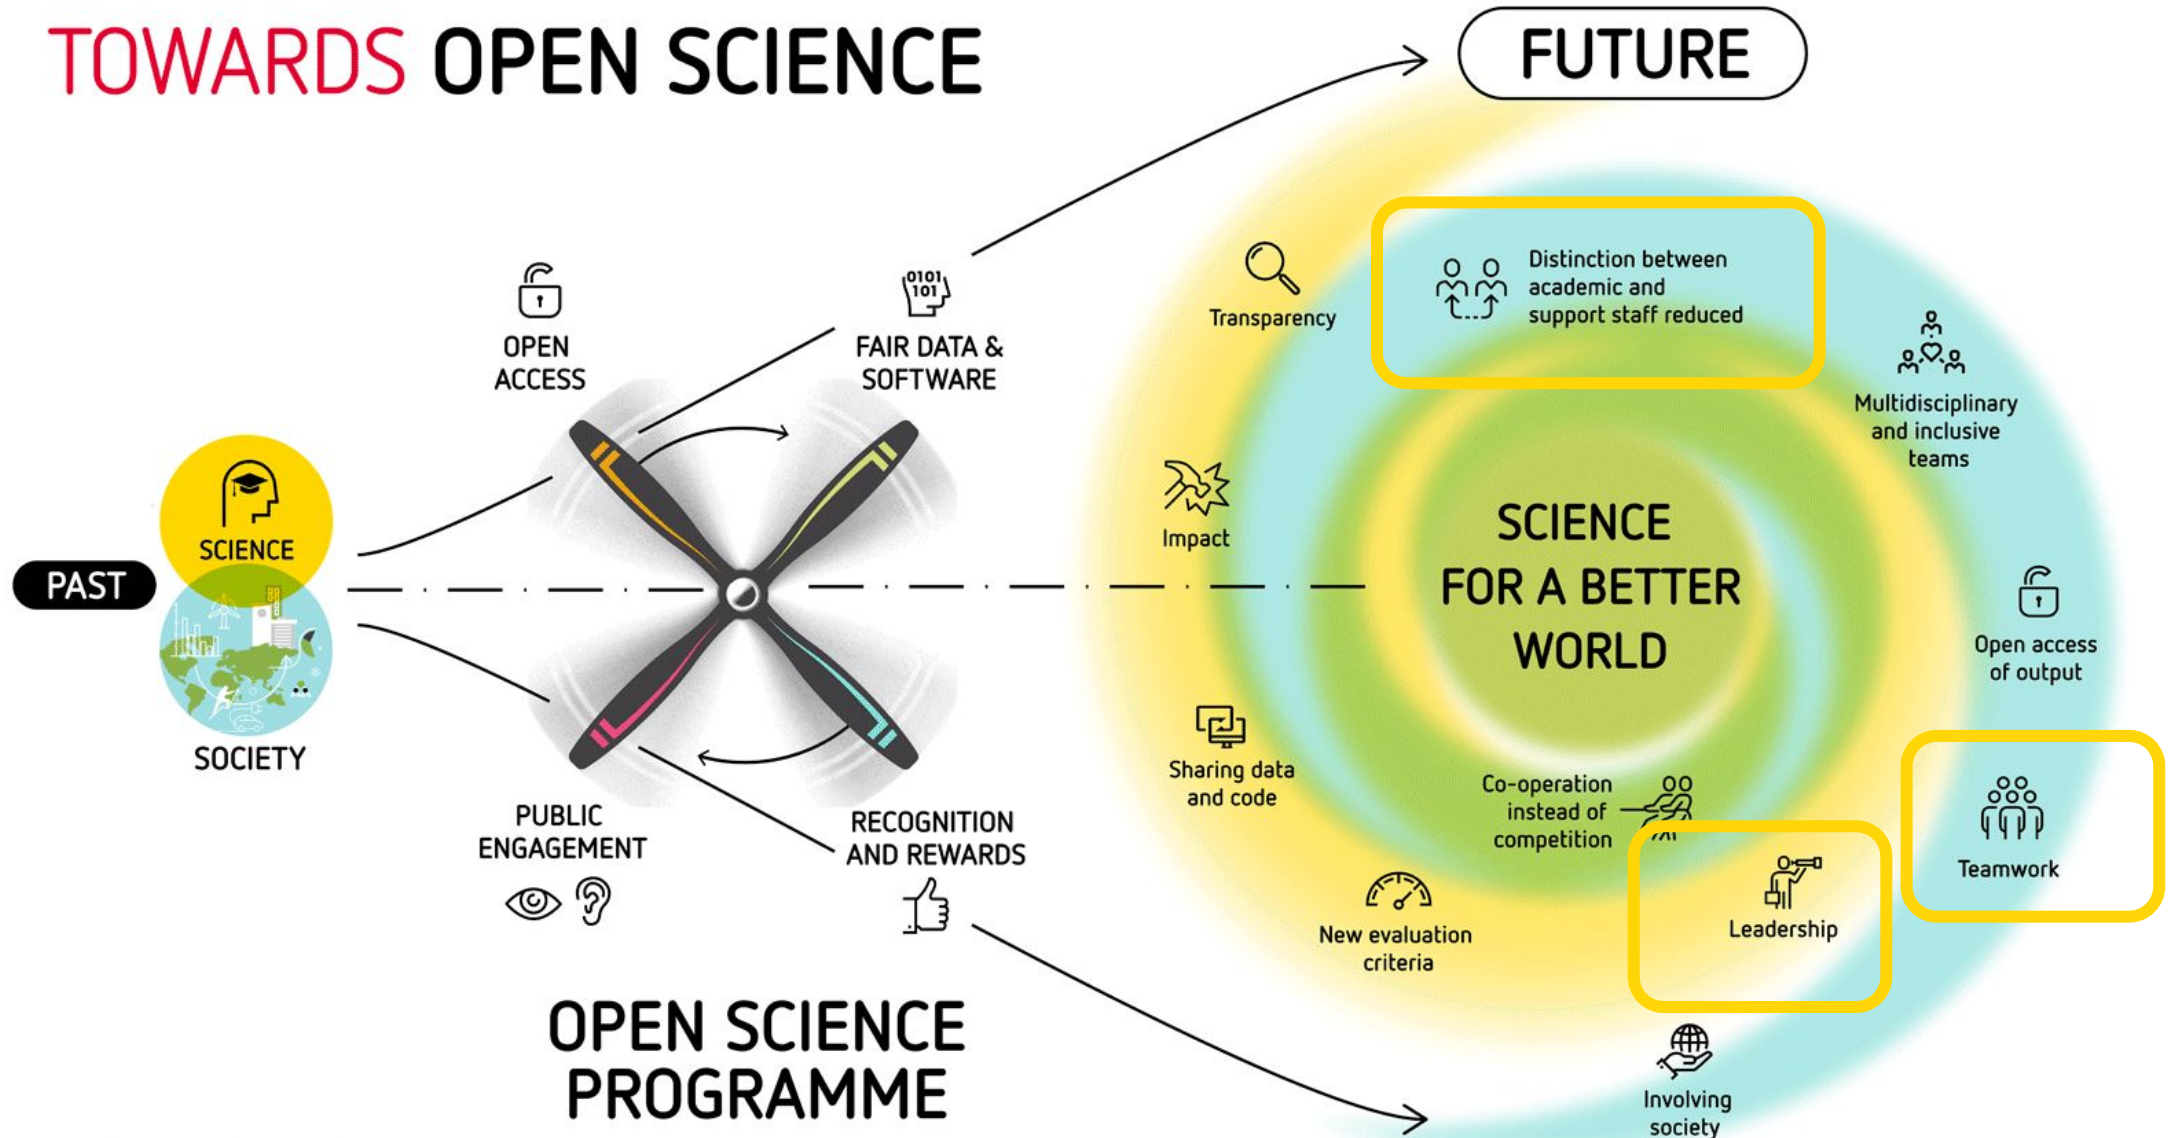 TOWARDS OPEN SCIENCE
FUTURE
PAST
SCIENCE
SOCIETY
OPEN
ACCESS
0101
101
FAIR DATA &
SOFTWARE
PUBLIC
ENGAGEMENT
RECOGNITION
AND REWARDS
OPEN SCIENCE
PROGRAMME
Transparency
Distinction between
academic and
support staff reduced
Multidisciplinary
and inclusive
teams
Impact
SCIENCE
FOR A BETTER
WORLD
Open access
of output
Sharing data
and code
Co-operation
instead of
competition
Teamwork
New evaluation
criteria
Leadership
Involving
society